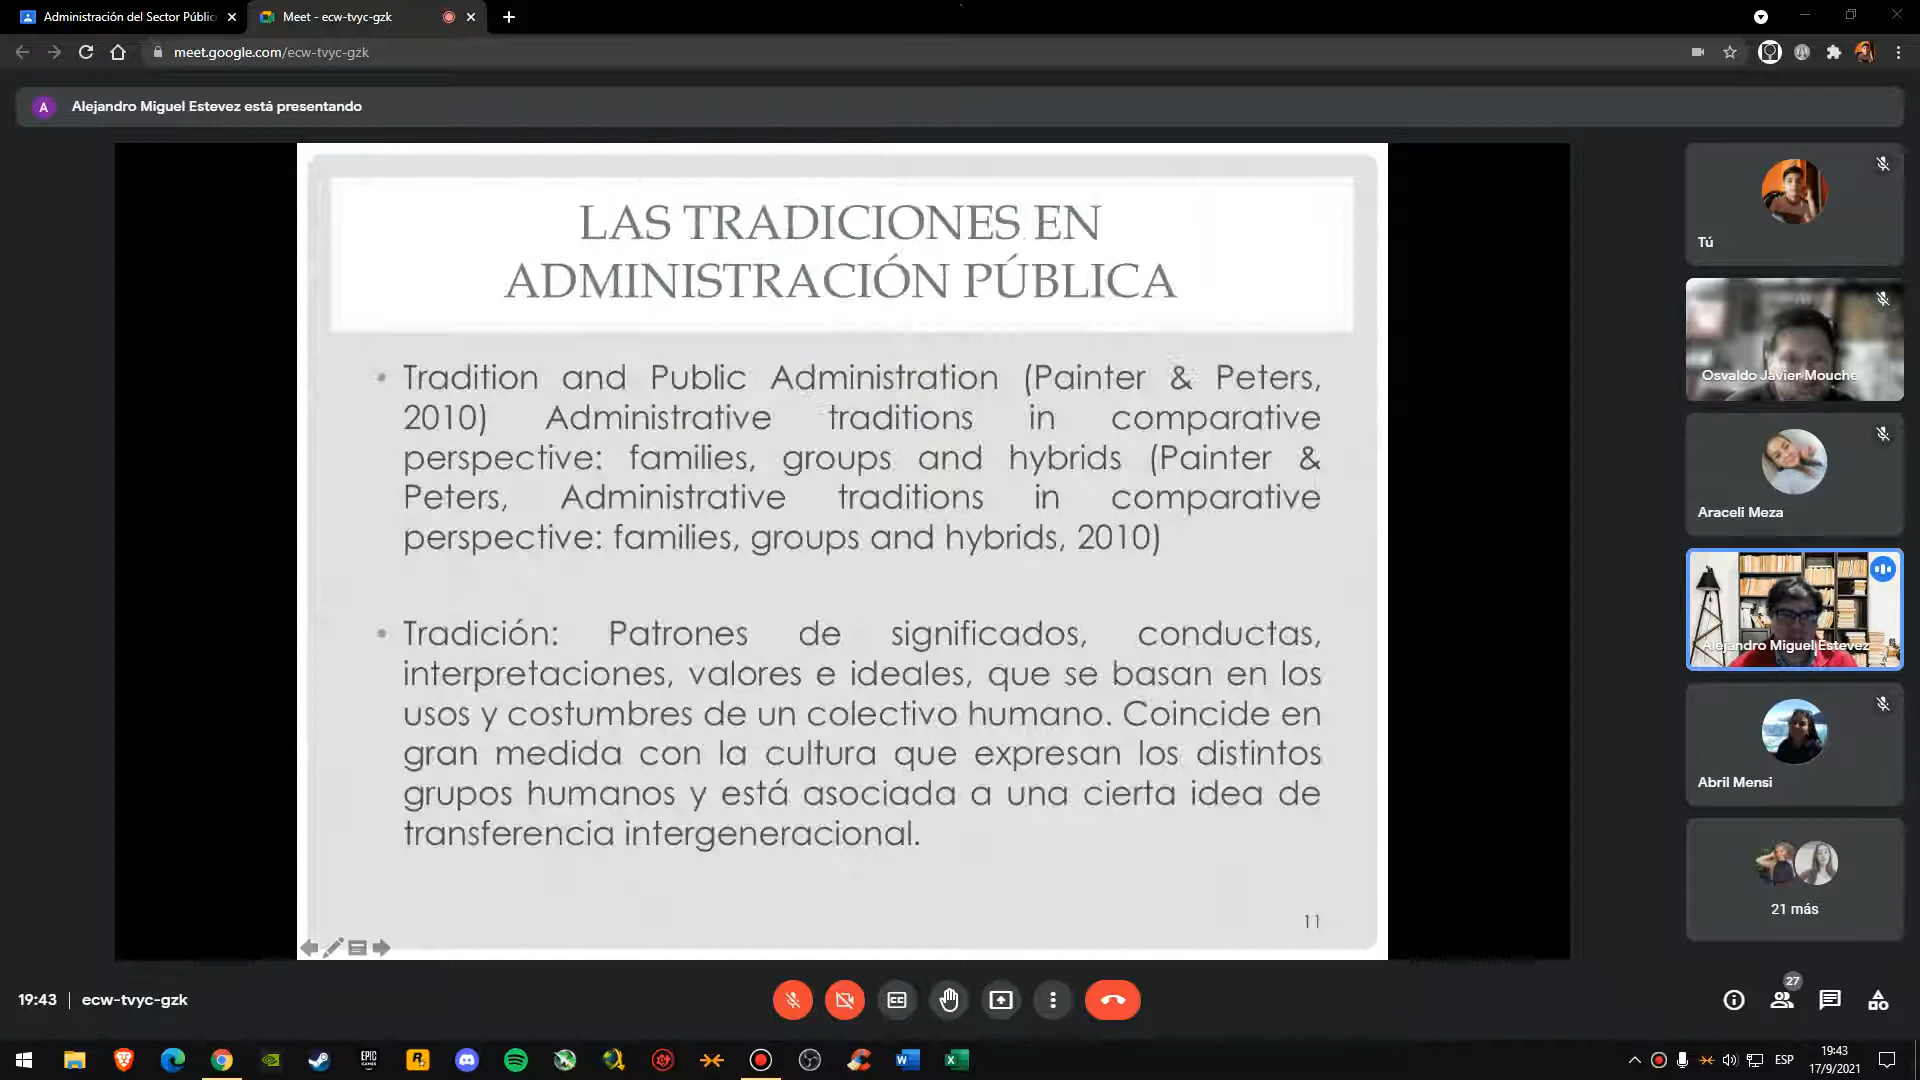 Administración del Sector Públic
Meet - ecw-tvyc-gzk
meet.google.com/ecw-tvyc-gzk
A
Alejandro Miguel Estevez está presentando
LAS TRADICIONES EN
ADMINISTRACIÓN PÚBLICA
• Tradition and Public Administration (Painter & Peters,
2010) Administrative traditions in comparative
perspective: families, groups and hybrids (Painter &
Peters, Administrative traditions in comparative
perspective: families, groups and hybrids, 2010)
• Tradición: Patrones de significados, conductas,
interpretaciones, valores e ideales, que se basan en los
usos y costumbres de un colectivo humano. Coincide en
gran medida con la cultura que expresan los distintos
grupos humanos y está asociada a una cierta idea de
transferencia intergeneracional.
11
Tú
Osvaldo Javier Mouche
Araceli Meza
Alejandro Miguel Estevez
Abril Mensi
21 más
19:43 | ecw-tvyc-gzk
27
EPIC
GAMES
R
W
X
ESP
19:43
17/9/2021